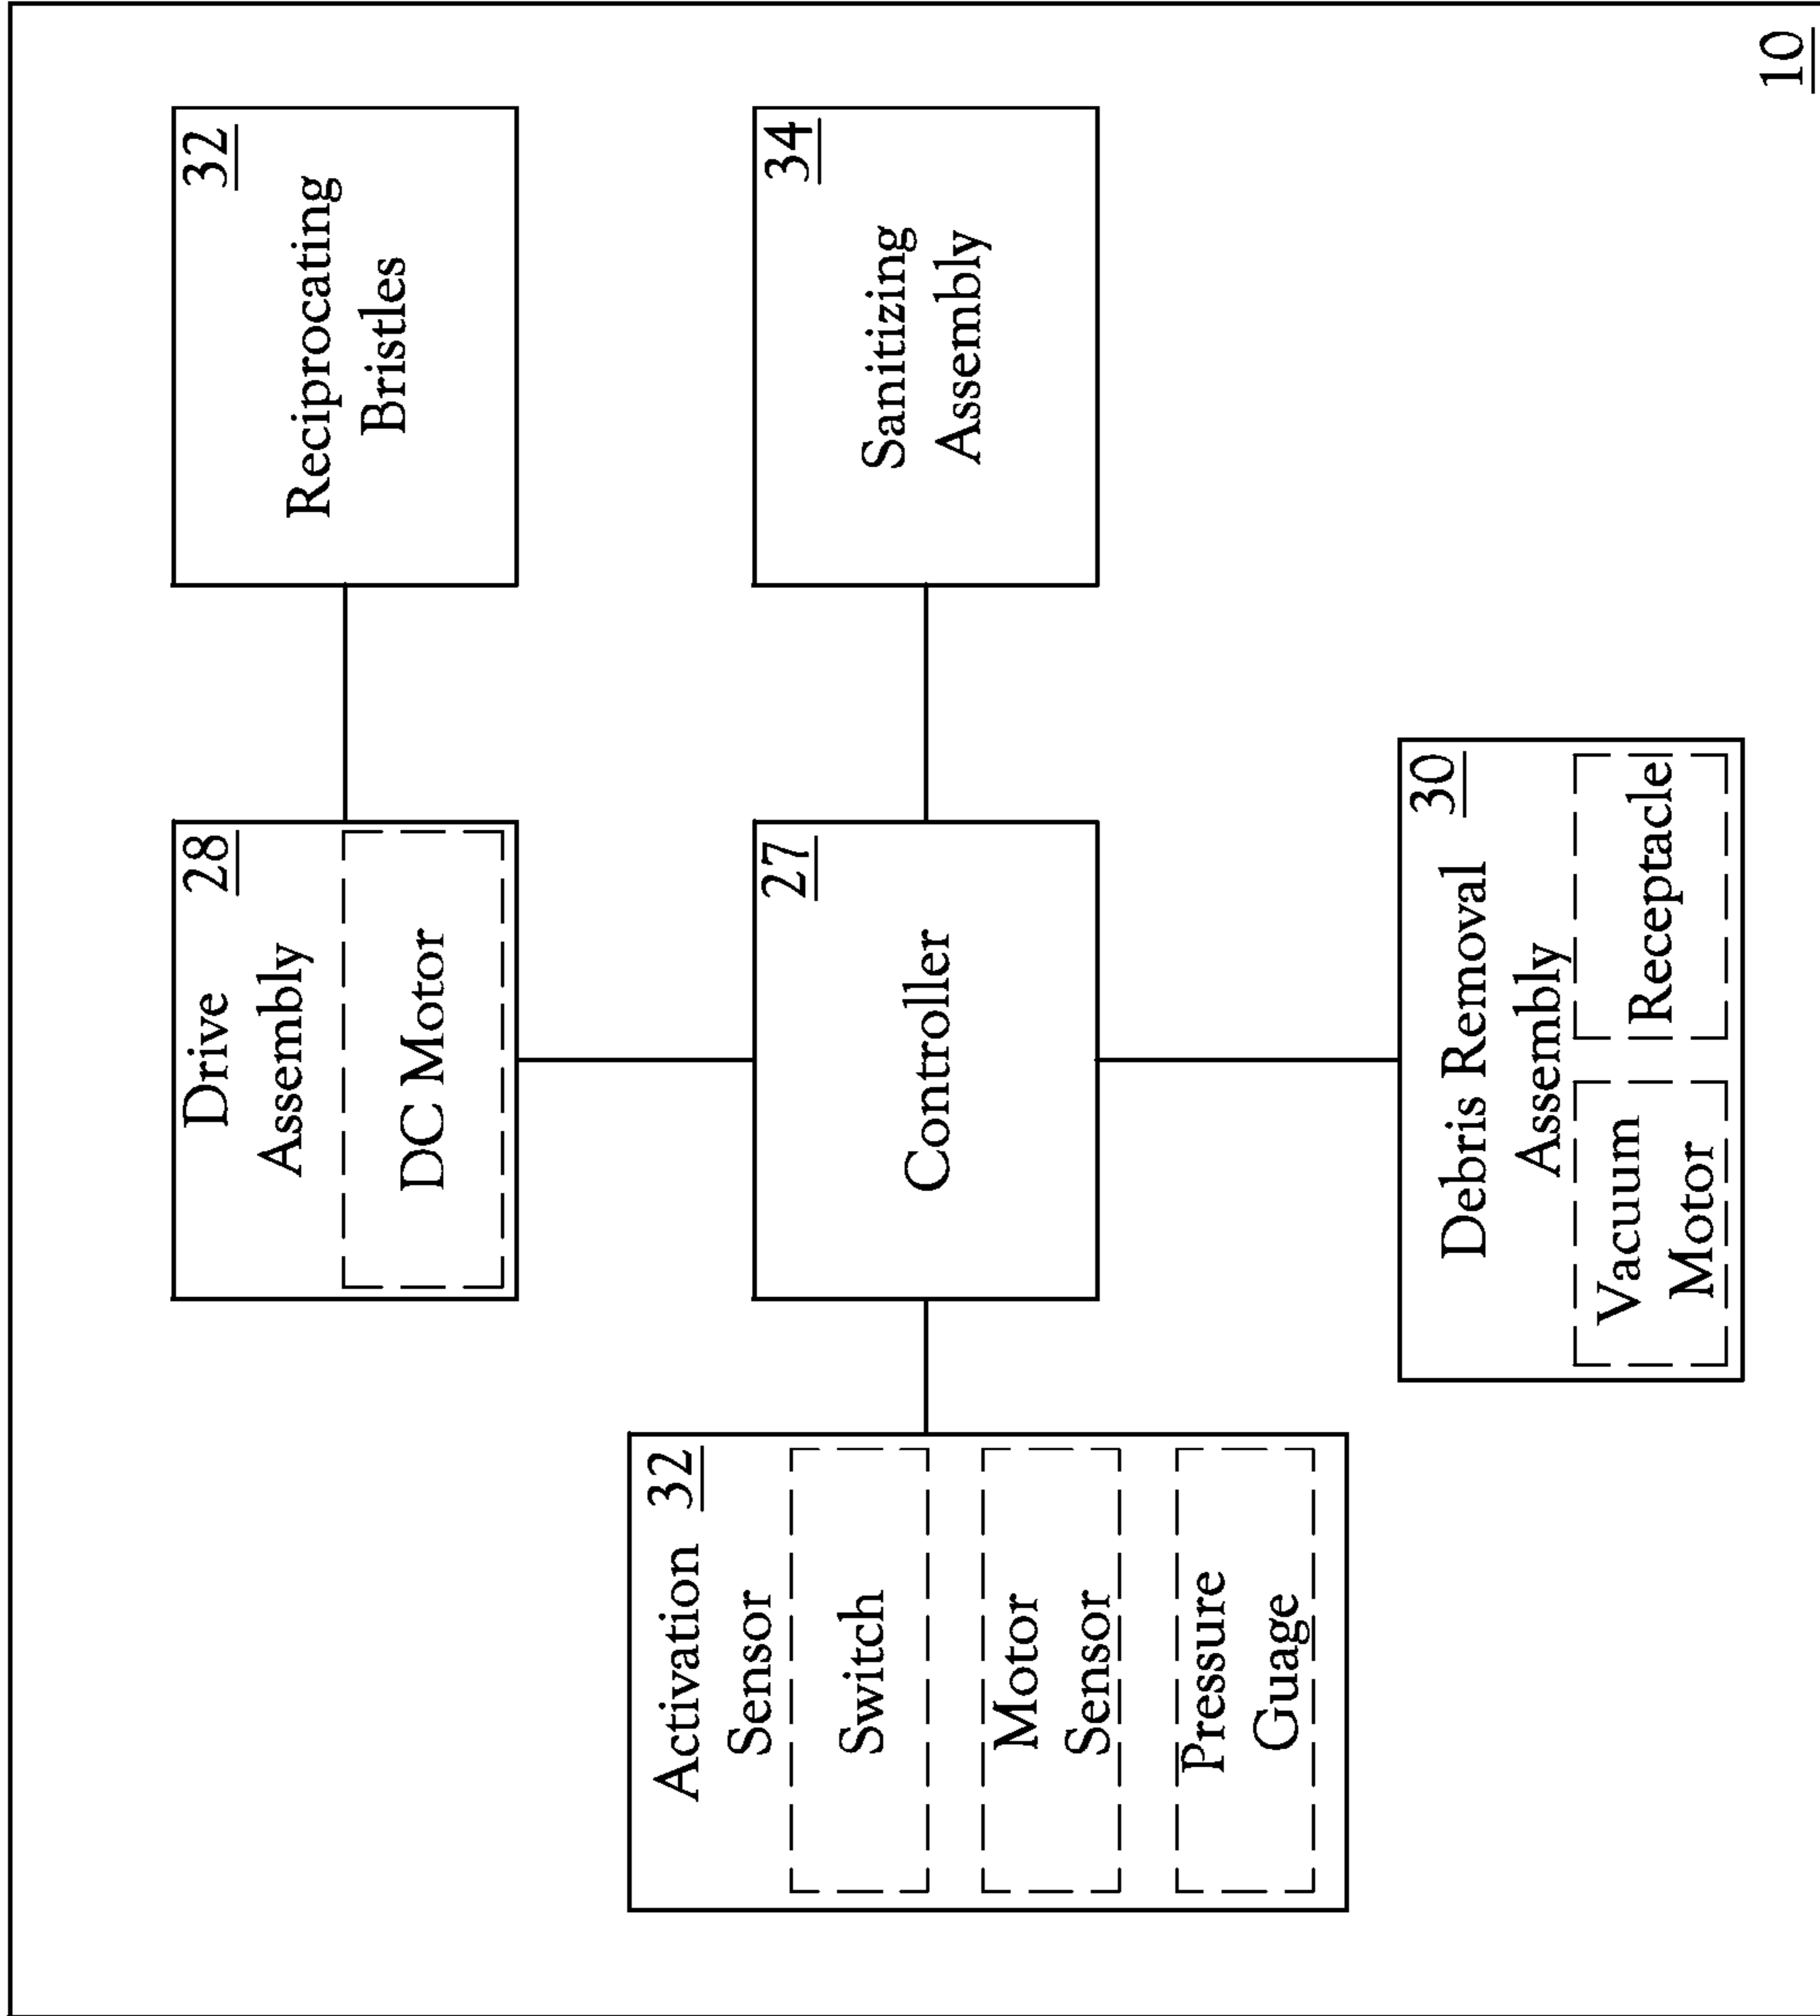 Drive 28
Assembly
DC Motor
32
Reciprocating
Bristles
Activation 32
Sensor
Switch
Motor
Sensor
Pressure
Guage
27
Controller
34
Sanitizing
Assembly
30
Debris Removal
Assembly
Vacuum
Motor
Receptacle
10